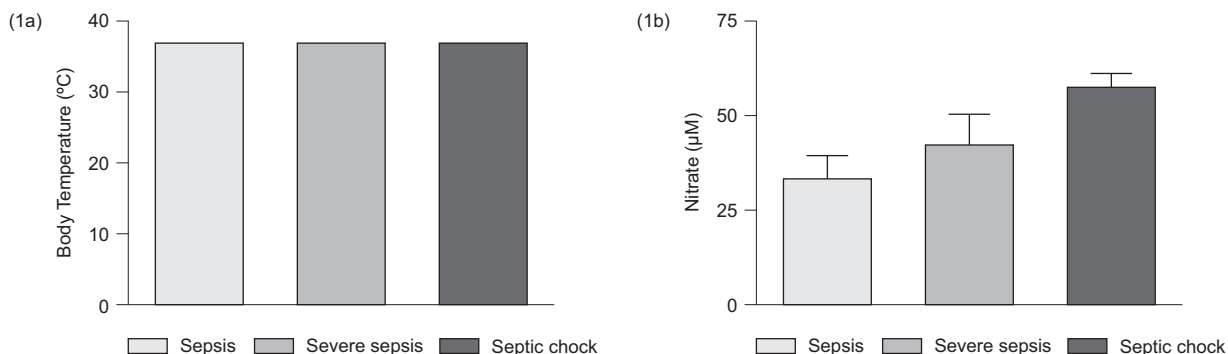 (1a)
40
30
20
10
0
Body Temperature (ºC)
Sepsis Severe sepsis Septic chock
(1b)
75
50
25
0
Nitrate (µM)
Sepsis Severe sepsis Septic chock